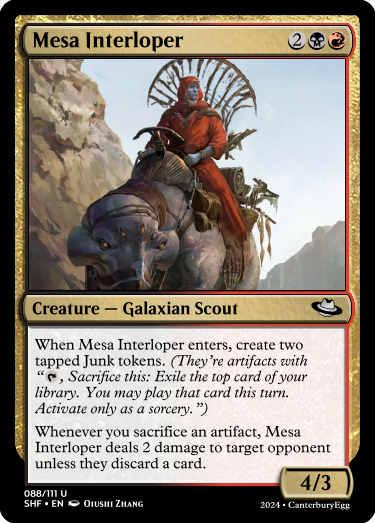 Mesa Interloper 2
Creature — Galaxian Scout
When Mesa Interloper enters, create two
tapped Junk tokens. (They're artifacts with
“, Sacrifice this: Exile the top card of your
library. You may play that card this turn.
Activate only as a sorcery.”)
Whenever you sacrifice an artifact, Mesa
Interloper deals 2 damage to target opponent
unless they discard a card.
4/3
088/111 U
SHF • EN Qiushi Zhang
2024 • CanterburyEgg